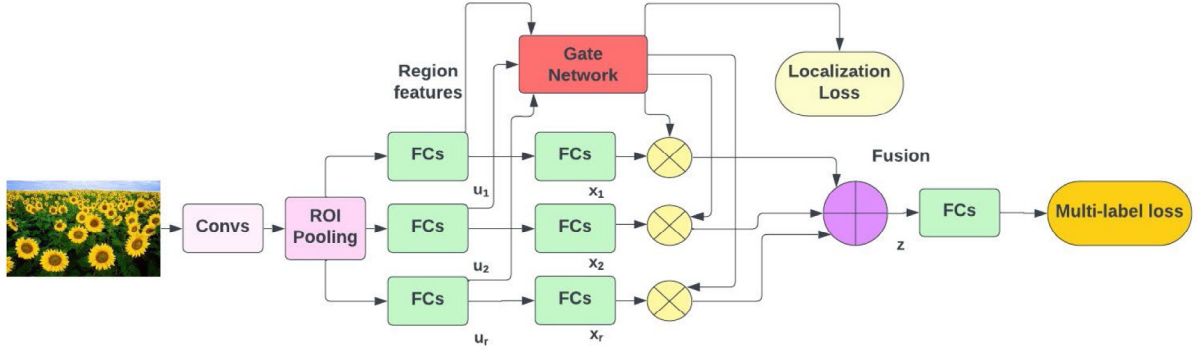 Gate
Network
Localization
Loss
Region
features
FCs
FCs
u1
x1
Fusion
Convs
ROI
Pooling
FCs
FCs
u2
x2
FCs
z
Multi-label loss
FCs
FCs
ur
xr